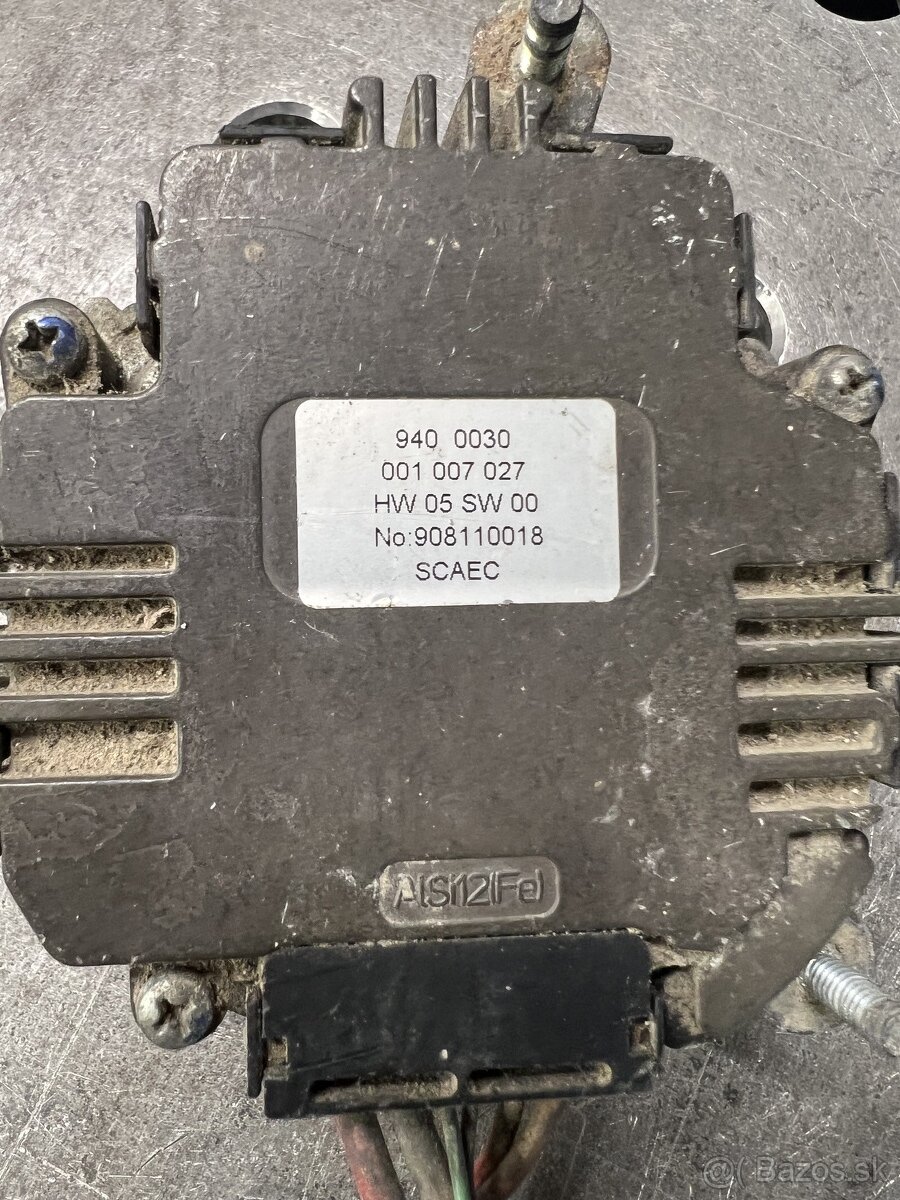 940 0030
001 007 027
HW 05 SW 00
No:908110018
SCAEC
AlSi12(Fe)
@( Bazos.sk